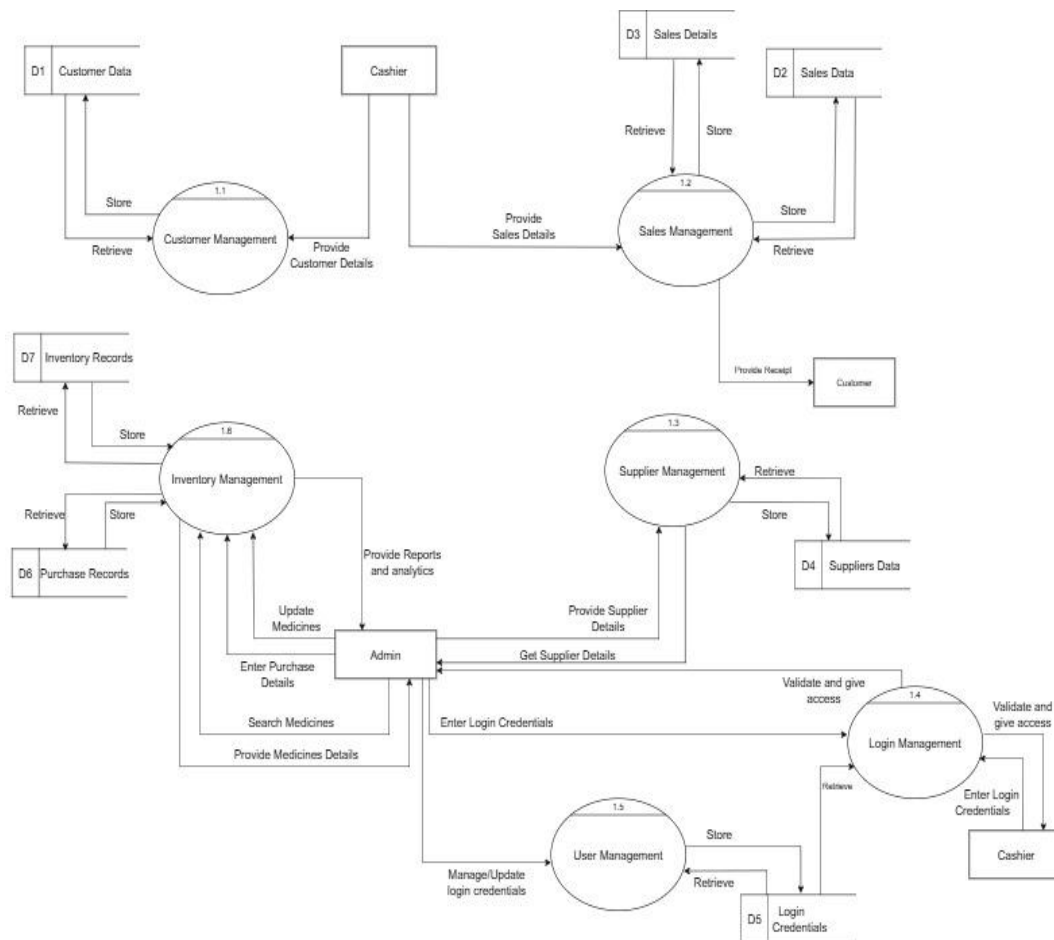 D3
Sales Details
D1
Customer Data
Cashier
D2
Sales Data
Retrieve
Store
1.1
1.2
Store
Provide
Sales Details
Store
Customer Management
Sales Management
Retrieve
Provide
Customer Details
Retrieve
D7
Inventory Records
Provide Receipt
Customer
Retrieve
Store
1.6
1.3
Supplier Management
Retrieve
Inventory Management
Retrieve
Store
Store
Provide Reports
and analytics
D6
Purchase Records
D4
Suppliers Data
Update
Medicines
Provide Supplier
Details
Admin
Get Supplier Details
Enter Purchase
Details
Validate and give
access
1.4
Validate and
give access
Search Medicines
Enter Login Credentials
Login Management
Provide Medicines Details
Retrieve
Enter Login
Credentials
1.5
Store
User Management
Cashier
Manage/Update
login credentials
Retrieve
D5
Login
Credentials